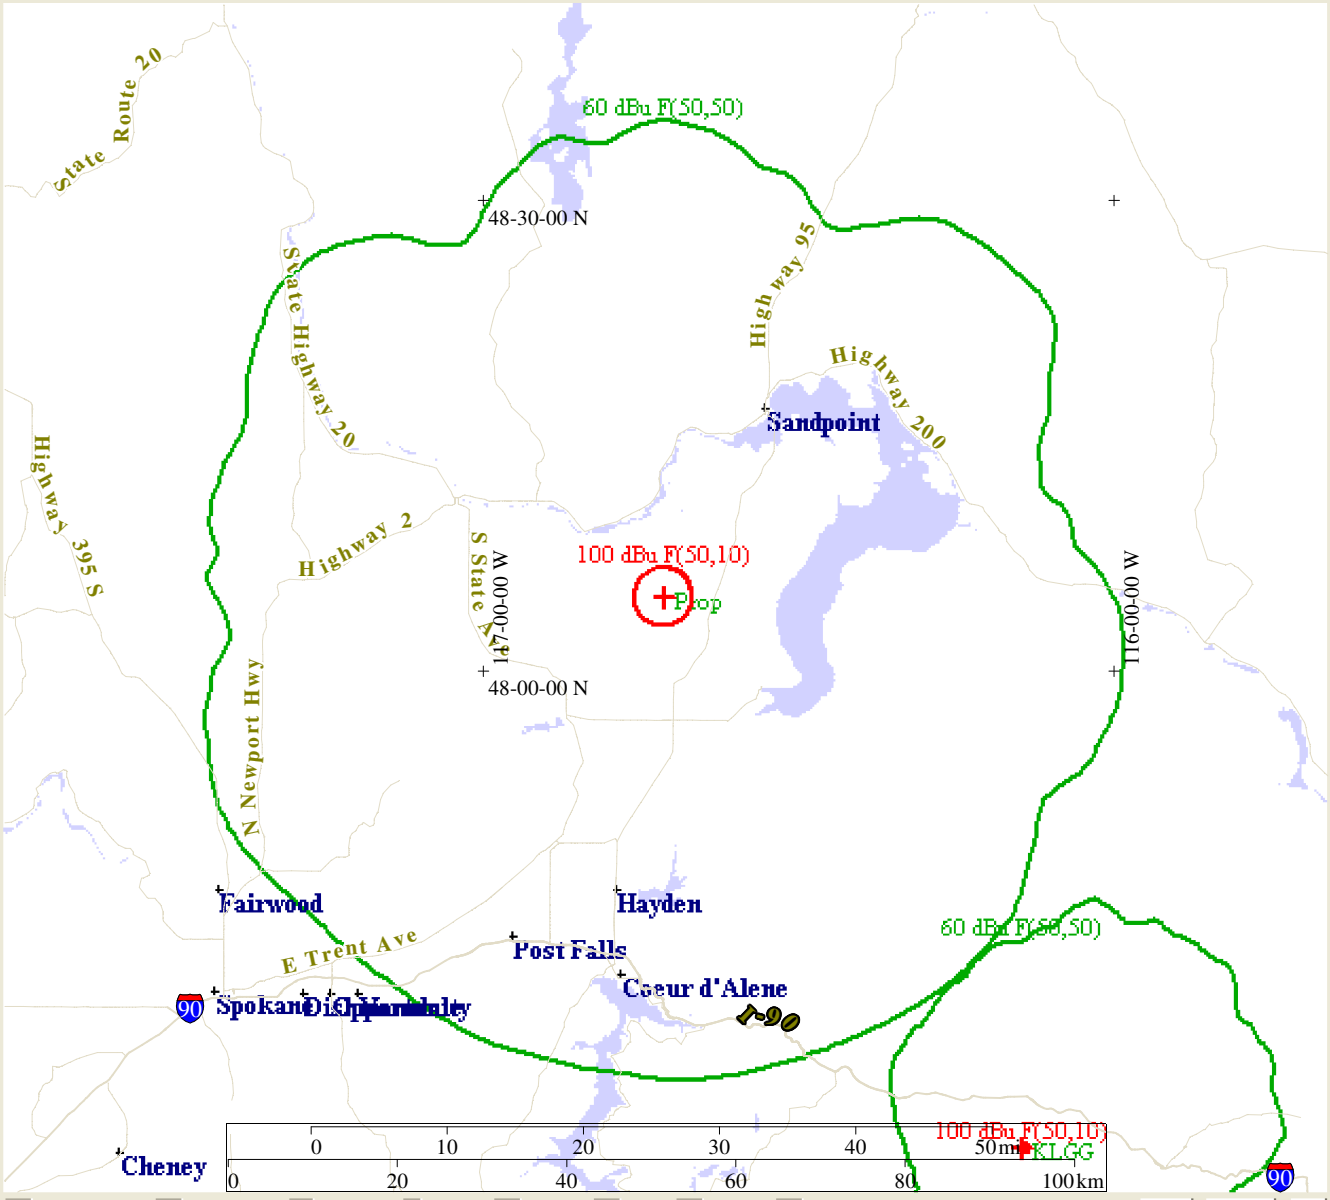 State Route 20
60 dBu F(50,50)
48-30-00 N
State Highway 20
Highway 95
Highway 200
Sandpoint
Highway 395 S
Highway 2
S State Ave
117-00-00 W
100 dBu F(50,10)
Prop
116-00-00 W
48-00-00 N
N Newport Hwy
Fairwood
Hayden
60 dBu F(50,50)
E Trent Ave
Post Falls
Coeur d'Alene
90
Spokane
I-90
100 dBu F(50,10)
KLGG
0 10 20 30 40 50mi
0 20 40 60 80 100km
Cheney
90